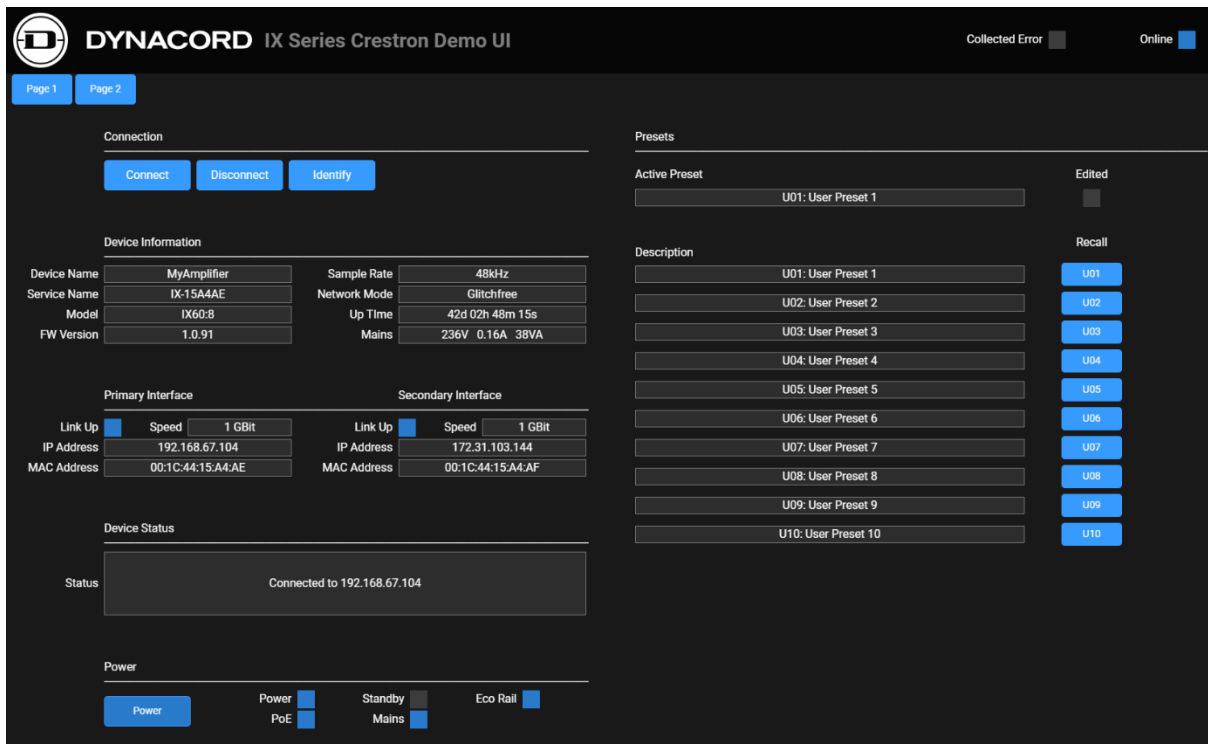 DYNACORD IX Series Crestron Demo UI
Collected Error
Online
Page 1
Page 2
Connection
Connect
Disconnect
Identify
Device Information
Device Name MyAmplifier Sample Rate 48kHz
Service Name IX-15A4AE Network Mode Glitchfree
Model IX60:8 Up TIme 42d 02h 48m 15s
FW Version 1.0.91 Mains 236V 0.16A 38VA
Primary Interface Secondary Interface
Link Up Speed 1 GBit Link Up Speed 1 GBit
IP Address 192.168.67.104 IP Address 172.31.103.144
MAC Address 00:1C:44:15:A4:AE MAC Address 00:1C:44:15:A4:AF
Device Status
Status Connected to 192.168.67.104
Power
Power Power Standby Eco Rail
PoE Mains
Presets
Active Preset Edited
U01: User Preset 1
Description Recall
U01: User Preset 1 U01
U02: User Preset 2 U02
U03: User Preset 3 U03
U04: User Preset 4 U04
U05: User Preset 5 U05
U06: User Preset 6 U06
U07: User Preset 7 U07
U08: User Preset 8 U08
U09: User Preset 9 U09
U10: User Preset 10 U10